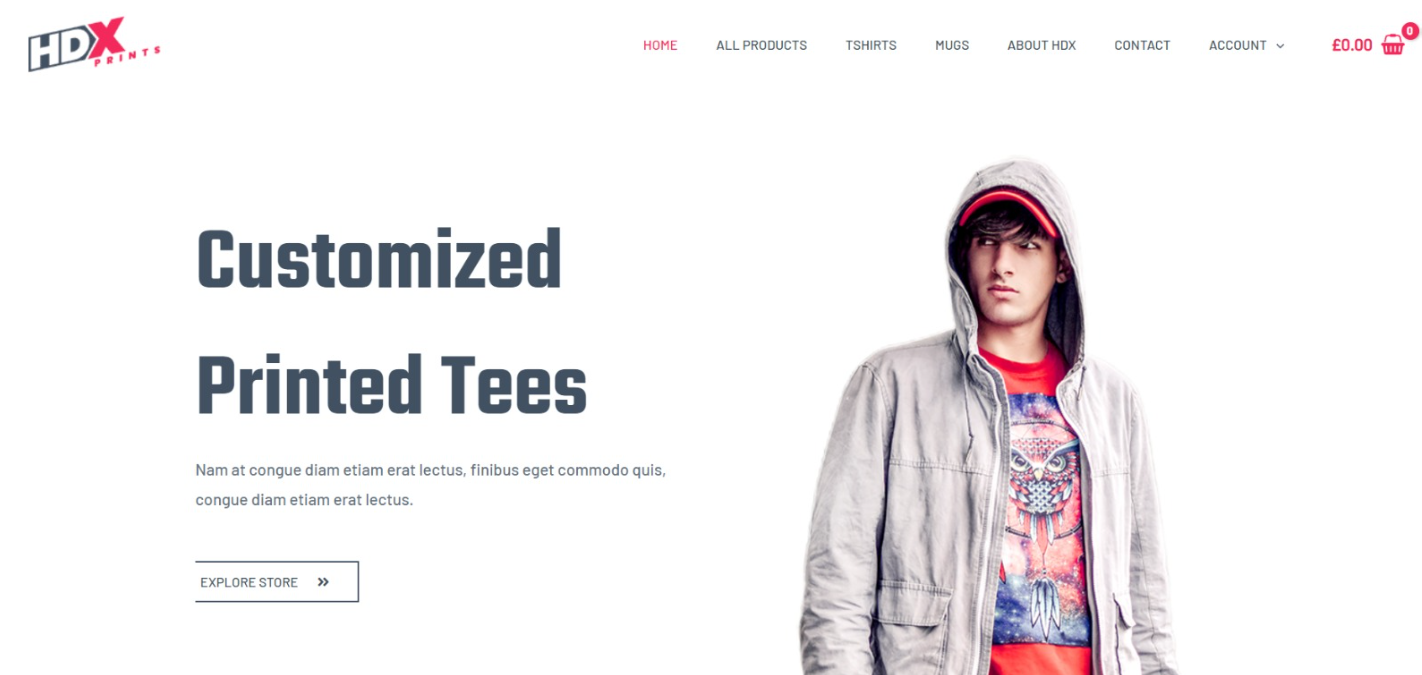 HDX
PRINTS
HOME ALL PRODUCTS TSHIRTS MUGS ABOUT HDX CONTACT ACCOUNT £0.00 0
Customized
Printed Tees
Nam at congue diam etiam erat lectus, finibus eget commodo quis,
congue diam etiam erat lectus.
EXPLORE STORE